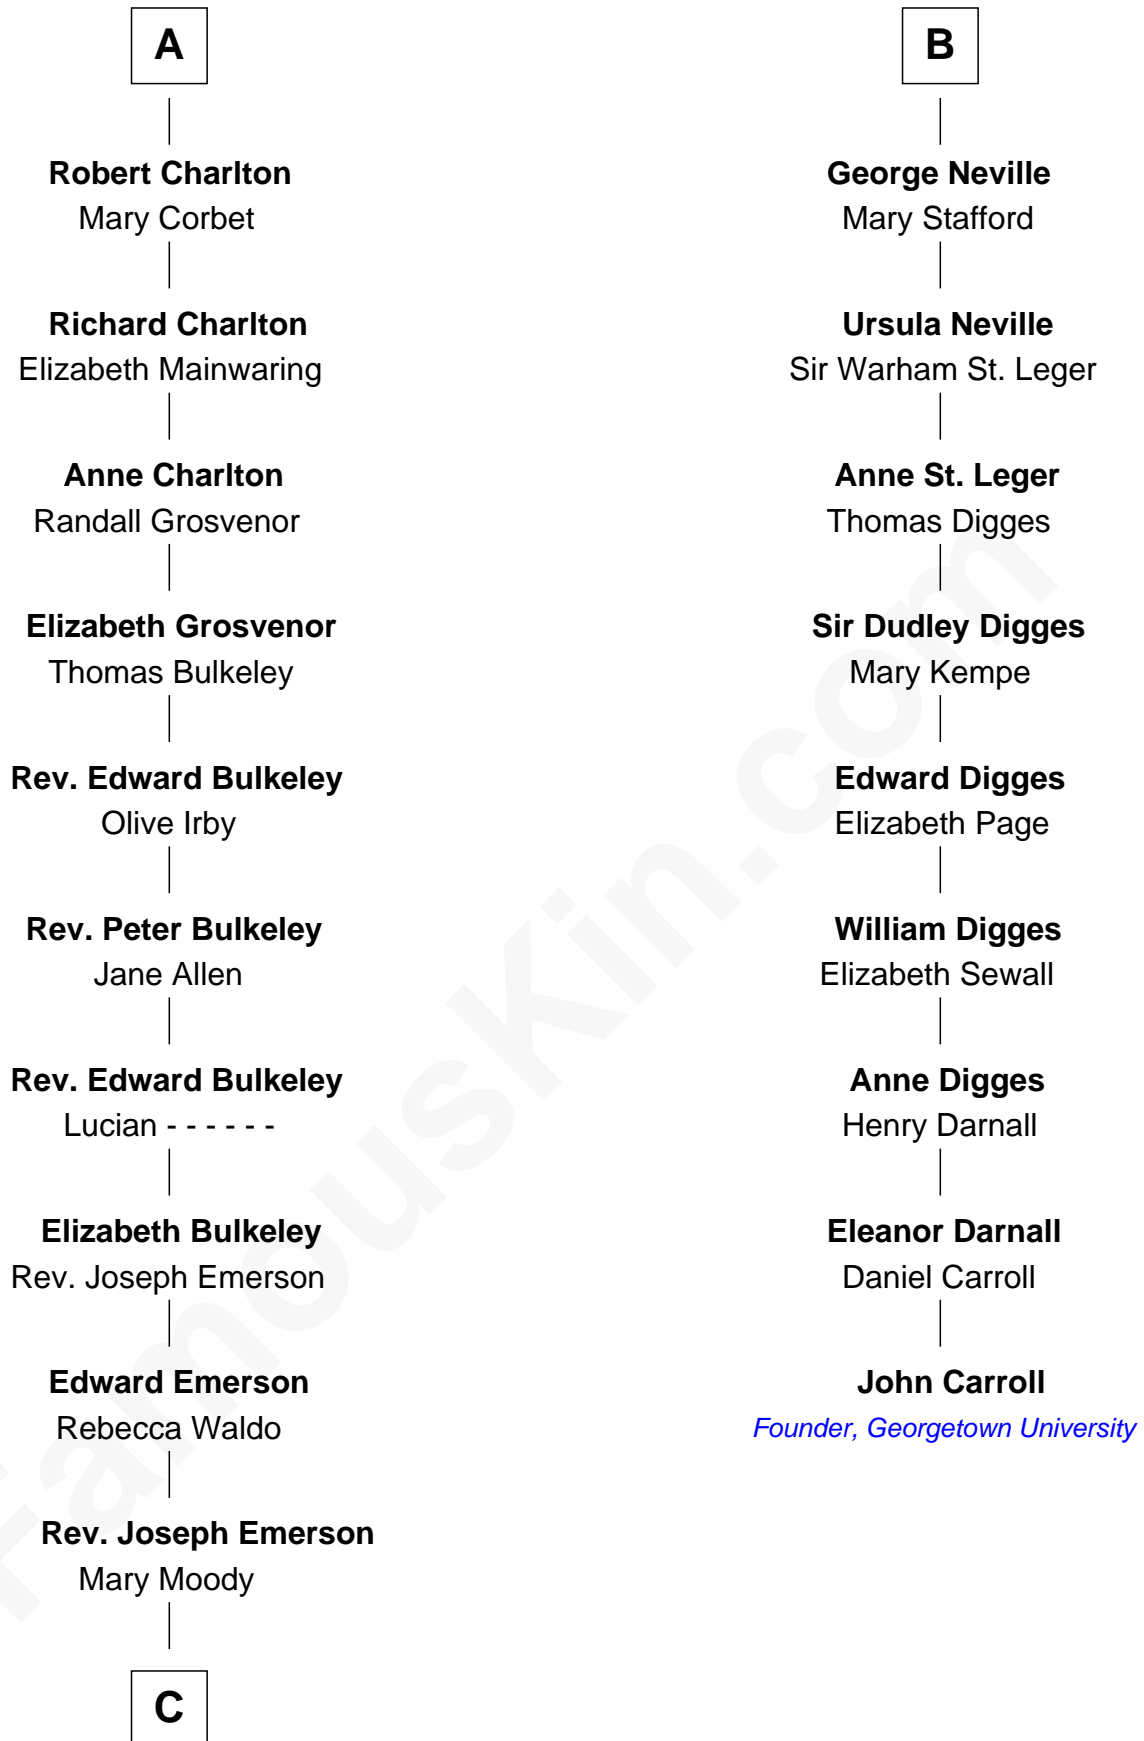 A
Robert Charlton
Mary Corbet
Richard Charlton
Elizabeth Mainwaring
Anne Charlton
Randall Grosvenor
Elizabeth Grosvenor
Thomas Bulkeley
Rev. Edward Bulkeley
Olive Irby
Rev. Peter Bulkeley
Jane Allen
Rev. Edward Bulkeley
Lucian - - - - - -
Elizabeth Bulkeley
Rev. Joseph Emerson
Edward Emerson
Rebecca Waldo
Rev. Joseph Emerson
Mary Moody
C
B
George Neville
Mary Stafford
Ursula Neville
Sir Warham St. Leger
Anne St. Leger
Thomas Digges
Sir Dudley Digges
Mary Kempe
Edward Digges
Elizabeth Page
William Digges
Elizabeth Sewall
Anne Digges
Henry Darnall
Eleanor Darnall
Daniel Carroll
John Carroll
Founder, Georgetown University
FamousKin.com